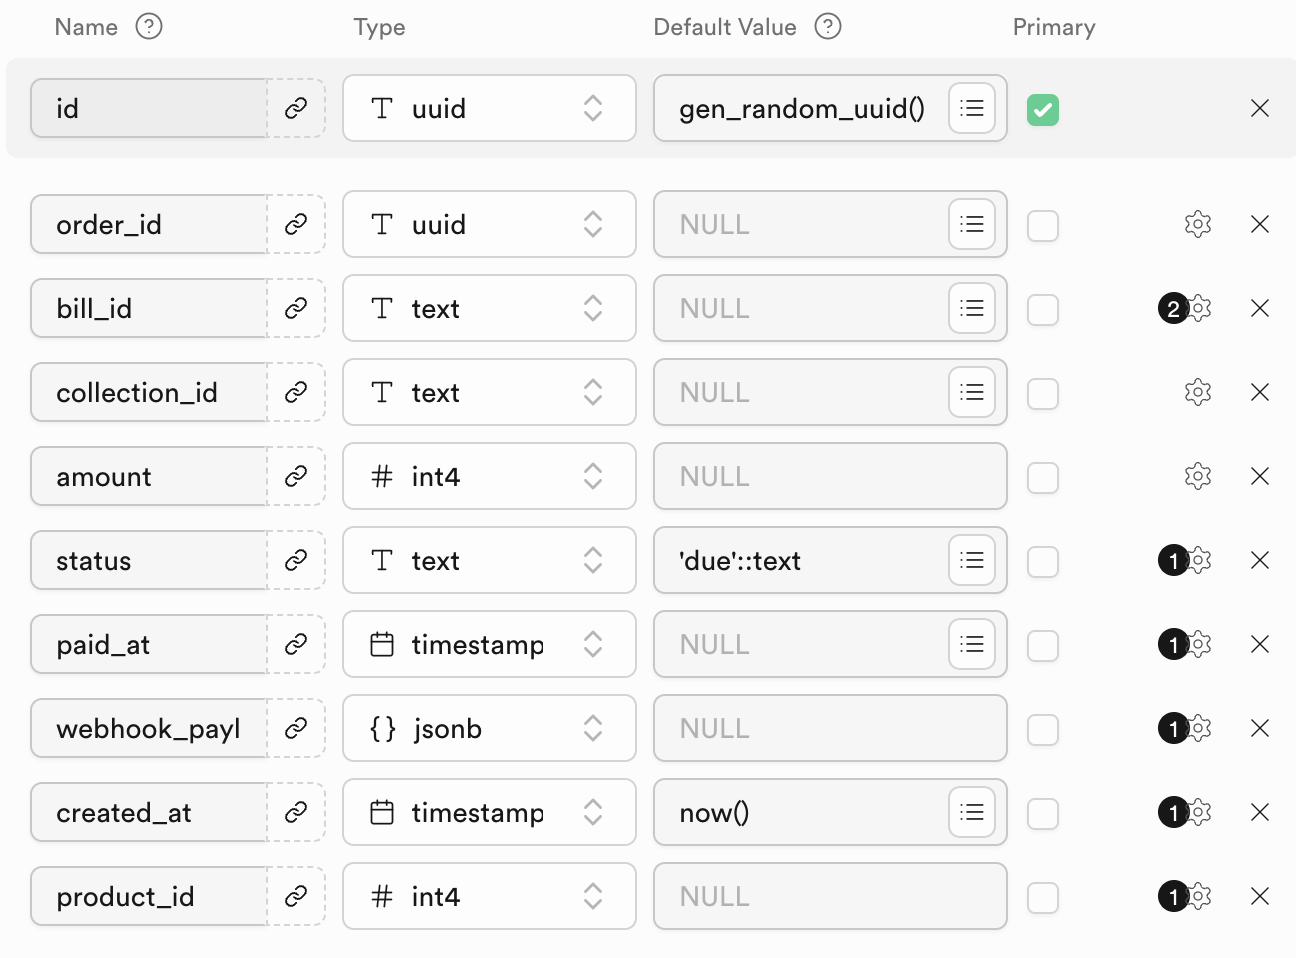 Name ? Type Default Value ? Primary
id uuid gen_random_uuid()
order_id uuid NULL
bill_id text NULL 2
collection_id text NULL
amount # int4 NULL
status text 'due'::text 1
paid_at timestamp NULL 1
webhook_payl {} jsonb NULL 1
created_at timestamp now() 1
product_id # int4 NULL 1